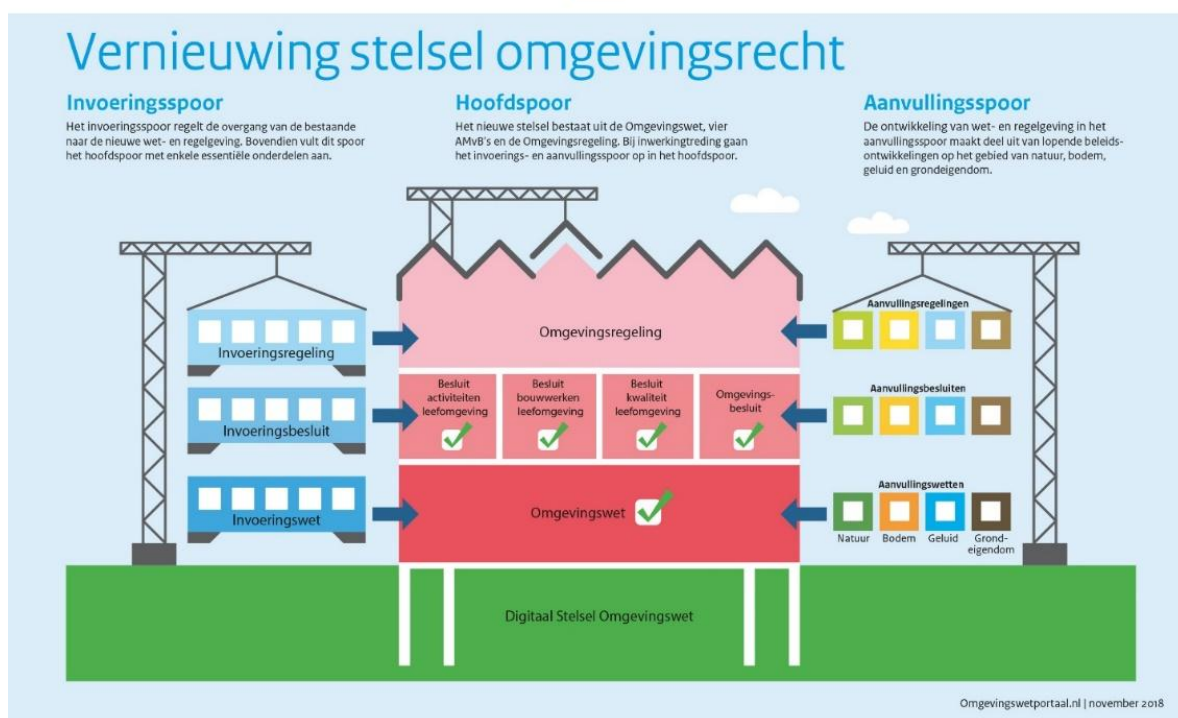 Vernieuwing stelsel omgevingsrecht
Invoeringsspoor
Het invoeringsspoor regelt de overgang van de bestaande
naar de nieuwe wet- en regelgeving. Bovendien vult dit spoor
het hoofdspoor met enkele essentiële onderdelen aan.
Hoofdspoor
Het nieuwe stelsel bestaat uit de Omgevingswet, vier
AMvB's en de Omgevingsregeling. Bij inwerkingtreding gaan
het invoerings- en aanvullingsspoor op in het hoofdspoor.
Aanvullingsspoor
De ontwikkeling van wet- en regelgeving in het
aanvullingsspoor maakt deel uit van lopende beleids-
ontwikkelingen op het gebied van natuur, bodem,
geluid en grondeigendom.
Invoeringsregeling
Omgevingsregeling
Aanvullingsregelingen
Invoeringsbesluit
Besluit
activiteiten
leefomgeving
Besluit
bouwwerken
leefomgeving
Besluit
kwaliteit
leefomgeving
Omgevings-
besluit
Aanvullingsbesluiten
Invoeringswet
Omgevingswet
Aanvullingswetten
Natuur
Bodem
Geluid
Grond-
eigendom
Digitaal Stelsel Omgevingswet
Omgevingswetportaal.nl | november 2018